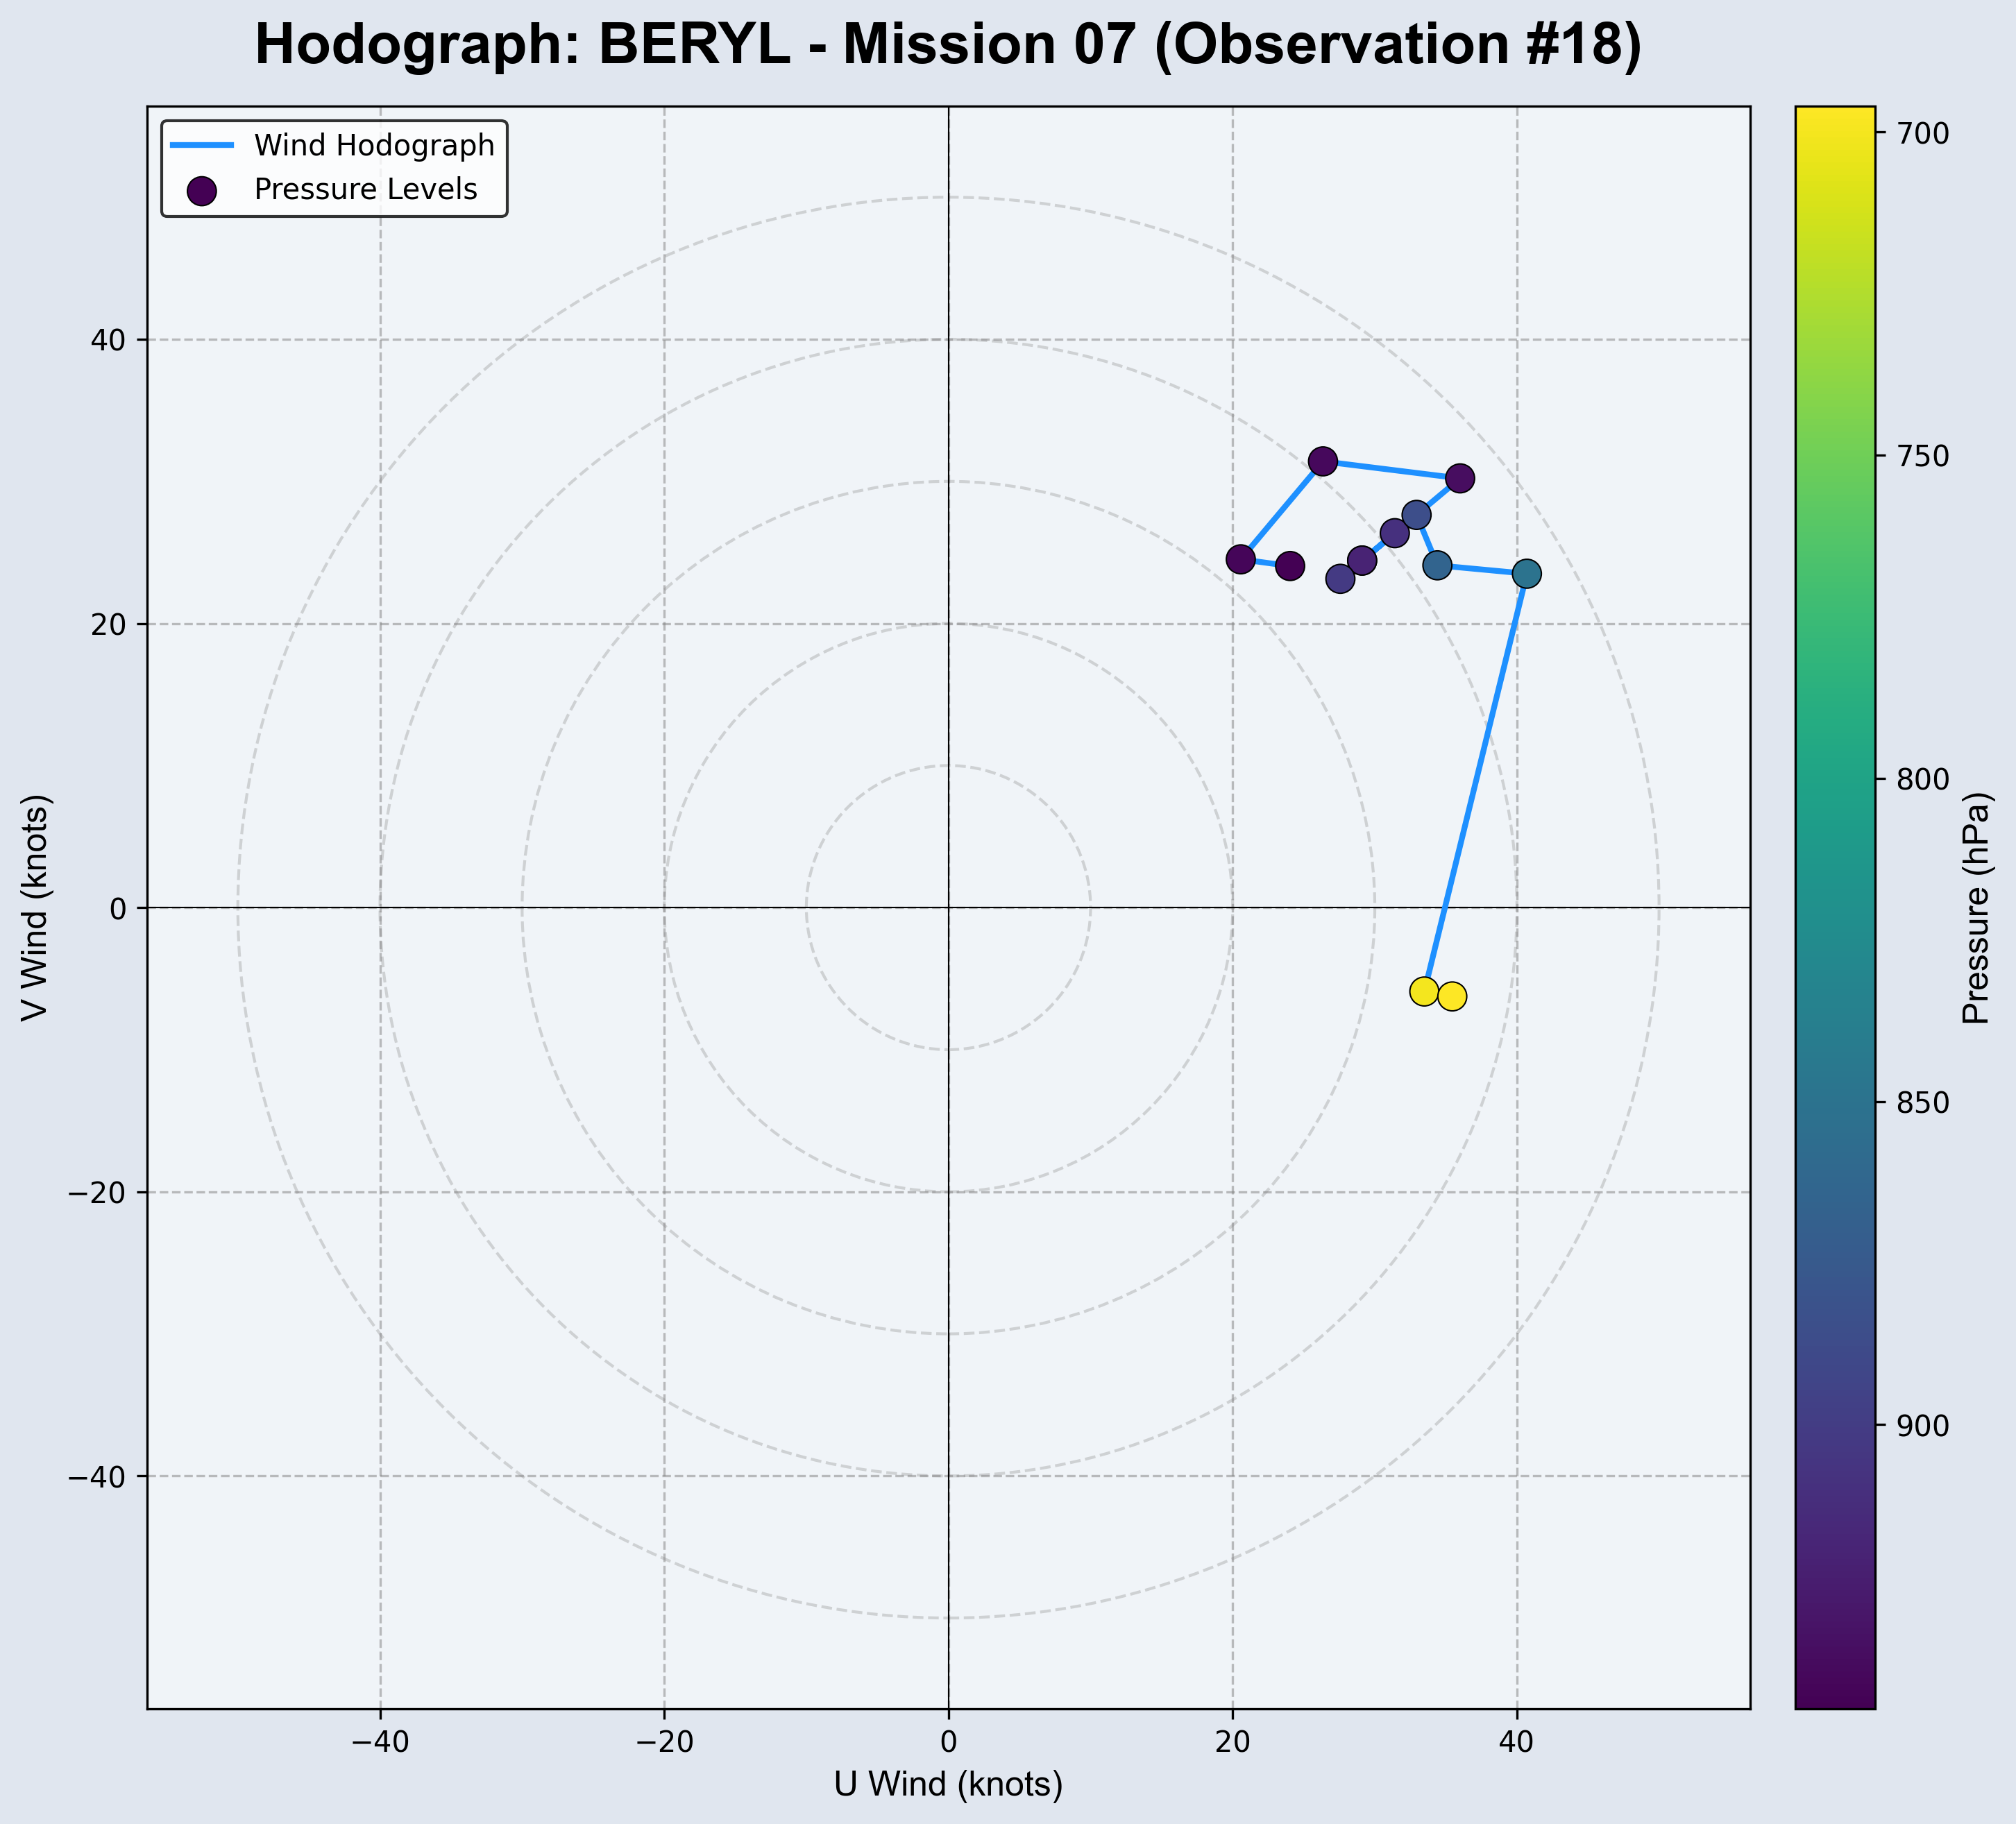 Hodograph: BERYL - Mission 07 (Observation #18)
Wind Hodograph
Pressure Levels
40
20
0
−20
−40
V Wind (knots)
−40
−20
0
20
40
U Wind (knots)
700
750
800
850
900
Pressure (hPa)